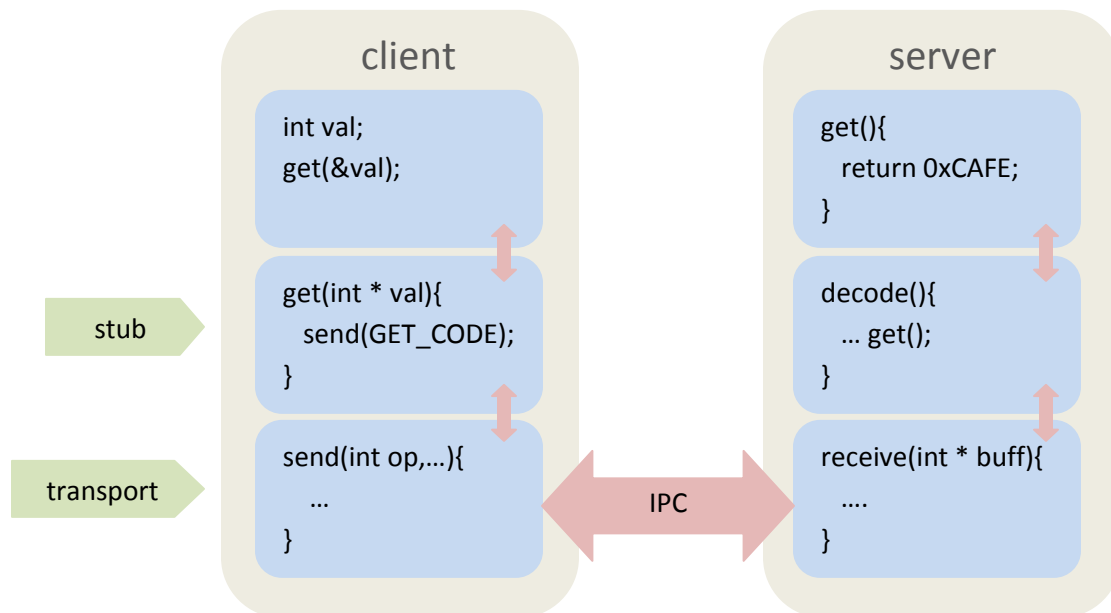 client
int val;
get(&val);
stub
get(int * val){
send(GET_CODE);
}
transport
send(int op,…){
…
}
IPC
server
get(){
return 0xCAFE;
}
decode(){
… get();
}
receive(int * buff){
….
}